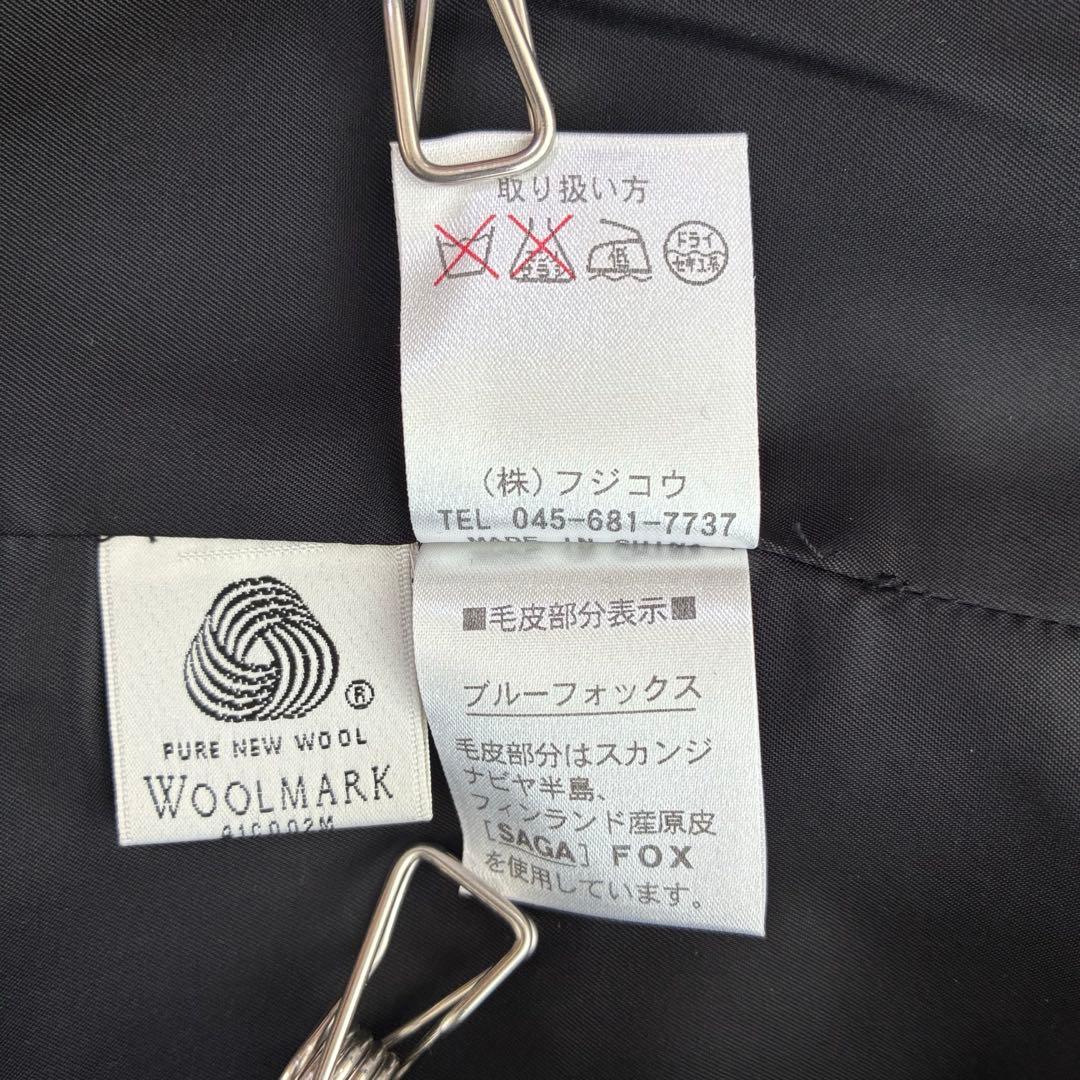 取り扱い方
低
ドライ
セキユ系
(株)フジコウ
TEL 045-681-7737
MADE IN CHINA
■毛皮部分表示■
ブルーフォックス
毛皮部分はスカンジ
ナビヤ半島、
フィンランド産原皮
[SAGA] FOX
を使用しています。
®
PURE NEW WOOL
WOOLMARK